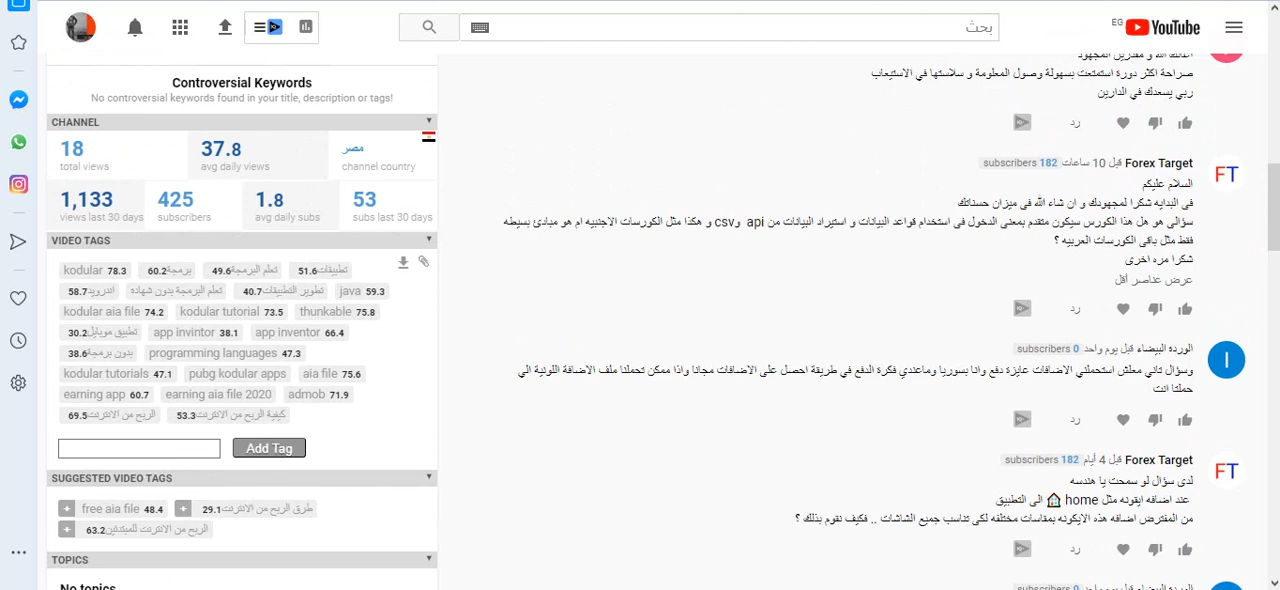 EG YouTube
بحث
Controversial Keywords
No controversial keywords found in your title, description or tags!
CHANNEL
18
total views
37.8
avg daily views
مصر
channel country
1,133
views last 30 days
425
subscribers
1.8
avg daily subs
53
subs last 30 days
VIDEO TAGS
kodular 78.3 برمجة 60.2 تعلم البرمجة 49.6 تطبيقات 51.6
اندرويد 58.7 تعلم البرمجة بدون شهادة تطوير التطبيقات 40.7 java 59.3
kodular aia file 74.2 kodular tutorial 73.5 thunkable 75.8
تطبيق موبايل 30.2 app invintor 38.1 app inventor 66.4
بدون برمجة 38.6 programming languages 47.3
kodular tutorials 47.1 pubg kodular apps aia file 75.6
earning app 60.7 earning aia file 2020 admob 71.9
الربح من الانترنت 69.5 كيفية الربح من الانترنت 53.3
Add Tag
SUGGESTED VIDEO TAGS
+ free aia file 48.4 + طرق الربح من الانترنت 29.1
+ الربح من الانترنت للمبتدئين 63.2
TOPICS
No topics
صراحة اكثر دورة استمتعت بسهولة وصول المعلومة و سلاستها في الاستيعاب
ربي يسعدك في الدارين
رد
Forex Target قبل 10 ساعات 182 subscribers
FT
السلام عليكم
فى البدايه شكرا لمجهودك و ان شاء الله فى ميزان حسناتك
سؤالى هو هل هذا الكورس سيكون متقدم بمعنى الدخول فى استخدام قواعد البيانات و استيراد البيانات من api وcsv و هكذا مثل الكورسات الاجنبيه ام هو مبادئ بسيطه
فقط مثل باقى الكورسات العربيه ؟
شكرا مره اخرى
عرض عناصر أقل
رد
الورده البيضاء قبل يوم واحد 0 subscribers
I
وسؤال تاني معلش استحملني الاضافات عايزة دفع وانا بسوريا وماعندي فكرة الدفع في طريقة احصل على الاضافات مجانا واذا ممكن تحملنا ملف الاضافة اللونية الي
حملتا انت
رد
Forex Target قبل 4 أيام 182 subscribers
FT
لدى سؤال لو سمحت يا هندسه
عند اضافه ايقونه مثل home الى التطبيق
من المفترض اضافه هذه الايكونه بمقاسات مختلفه لكى تناسب جميع الشاشات .. فكيف نقوم بذلك ؟
رد